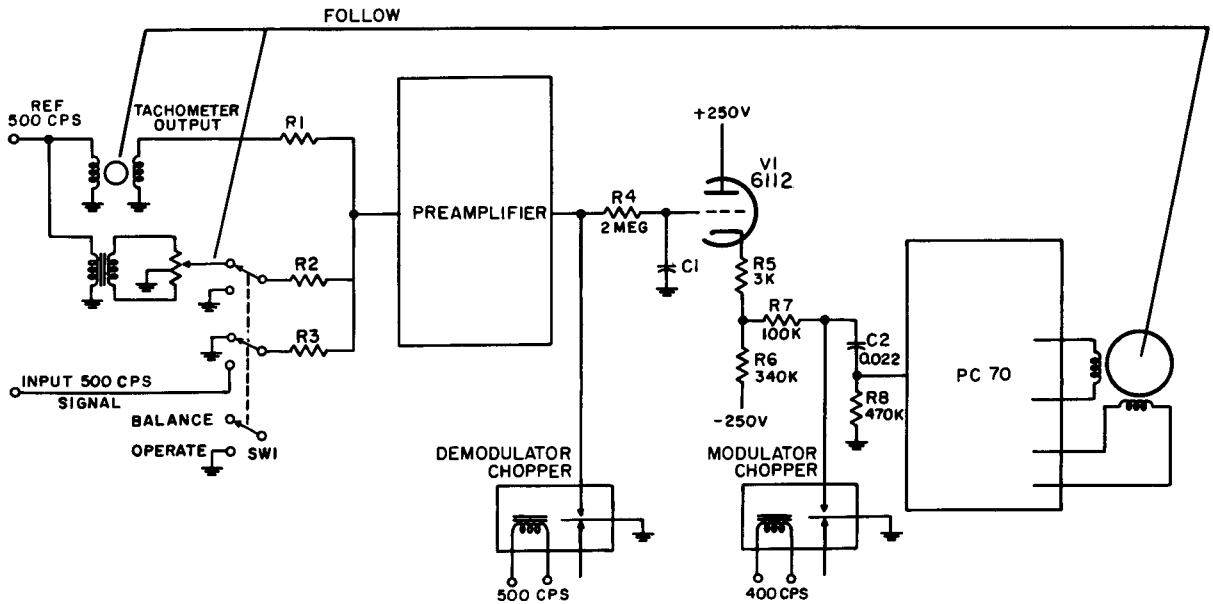 FOLLOW
REF
500 CPS
TACHOMETER
OUTPUT
R1
PREAMPLIFIER
+250V
V1
6112
R4
2 MEG
C1
R5
3K
R7
100K
C2
0.022
R6
340K
-250V
R8
470K
PC 70
R2
R3
INPUT 500 CPS
SIGNAL
BALANCE
OPERATE
SW1
DEMODULATOR
CHOPPER
500 CPS
MODULATOR
CHOPPER
400 CPS